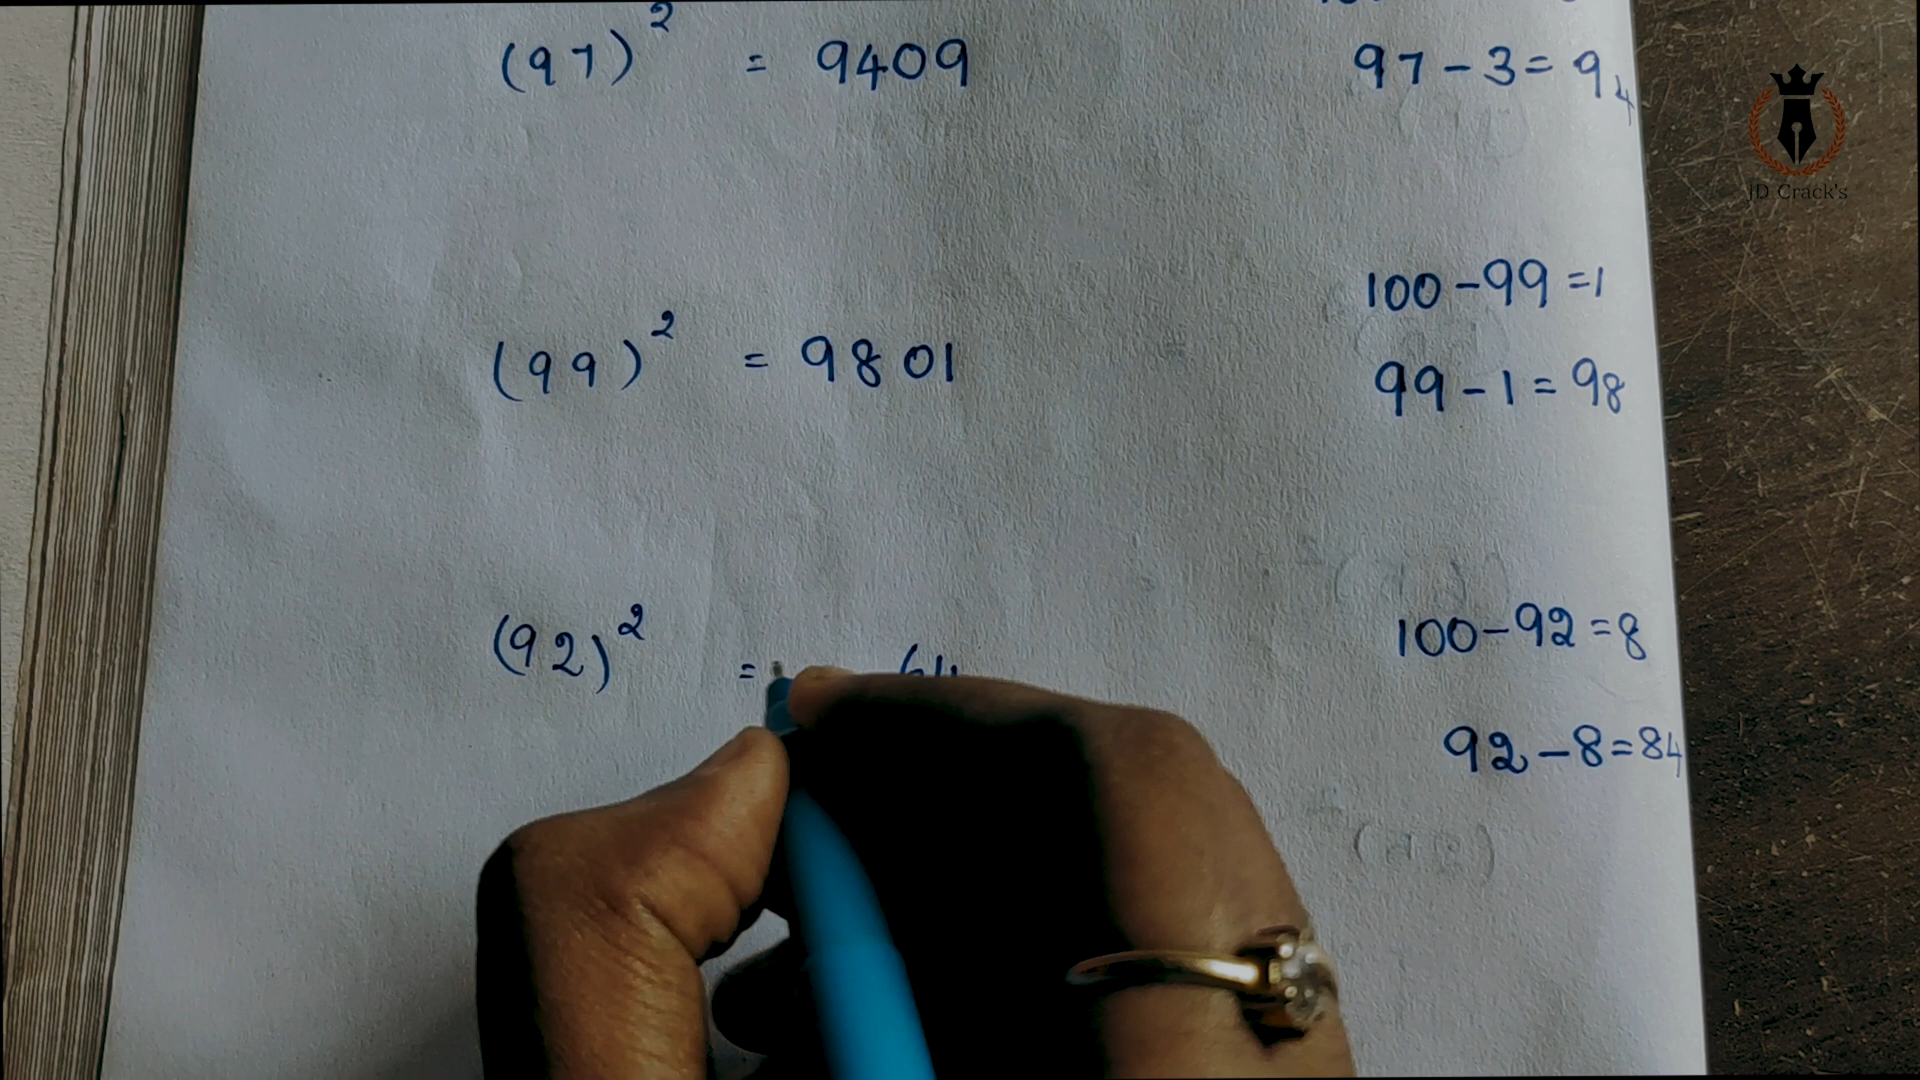 (97)² = 9409
97-3=94
JD Crack's
100-99=1
(99)² = 9801
99-1=98
(92)² = 64
100-92=8
92-8=84